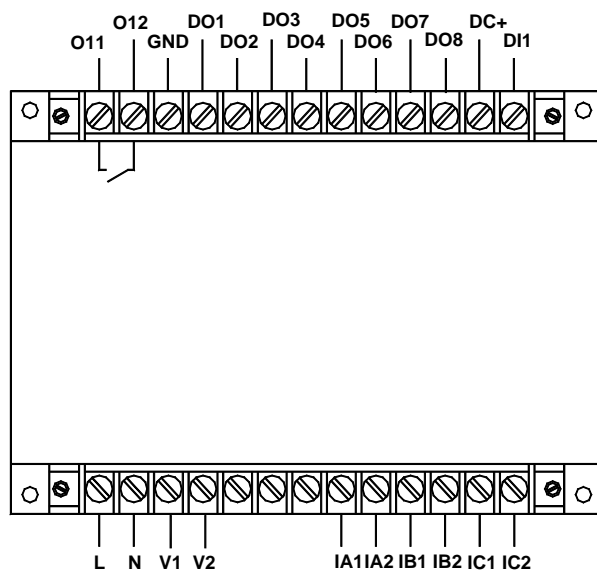 O12 DO1 DO3 DO5 DO7 DC+
O11 GND DO2 DO4 DO6 DO8 DI1
L N V1 V2 IA1 IA2 IB1 IB2 IC1 IC2